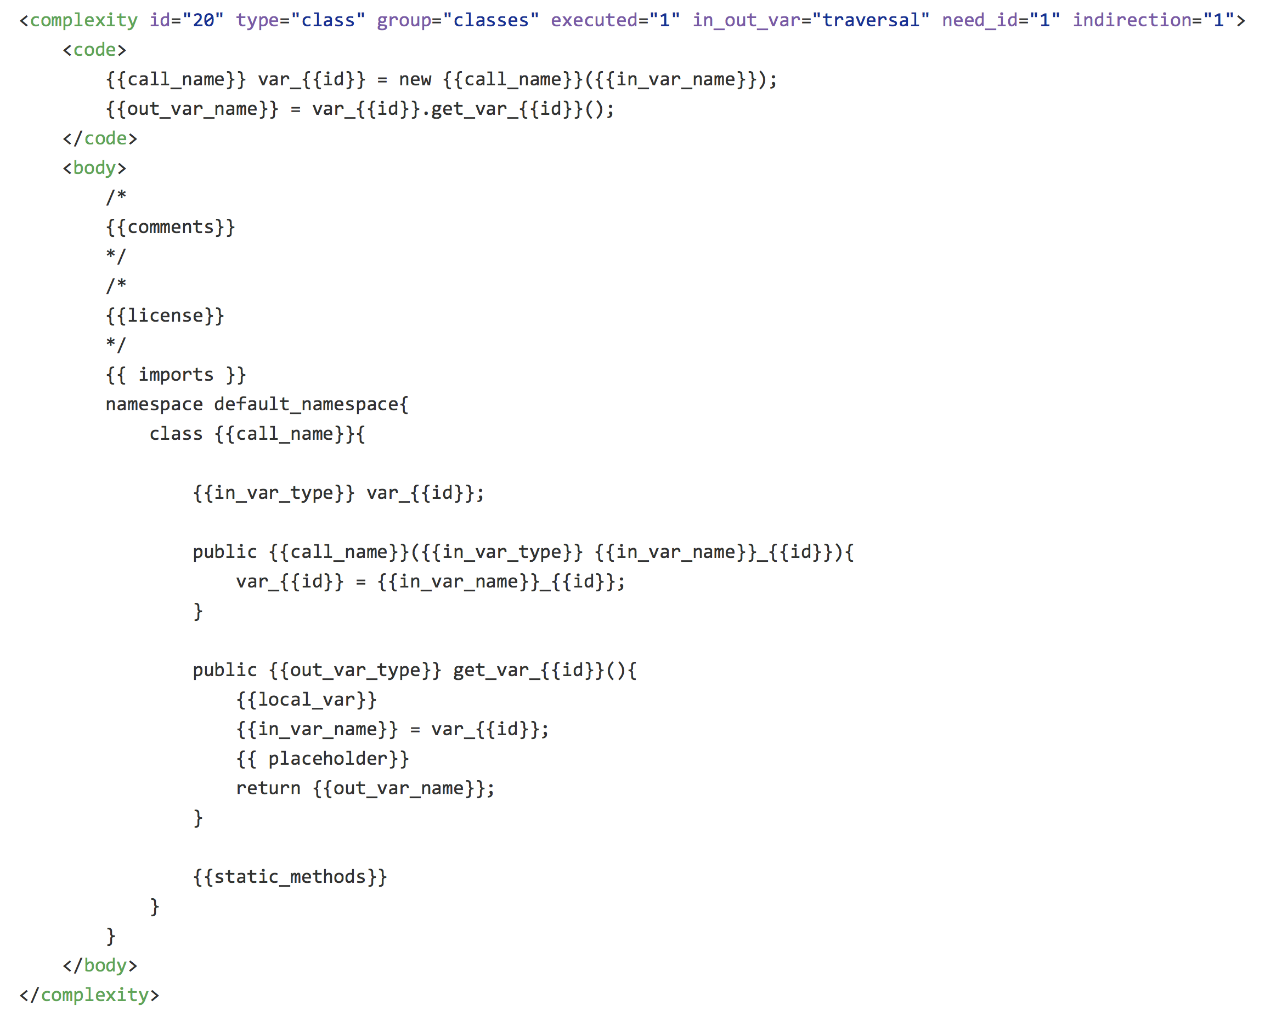 <complexity id="20" type="class" group="classes" executed="1" in_out_var="traversal" need_id="1" indirection="1">
    <code>
        {{call_name}} var_{{id}} = new {{call_name}}({{in_var_name}});
        {{out_var_name}} = var_{{id}}.get_var_{{id}}();
    </code>
    <body>
        /*
        {{comments}}
        */
        /*
        {{license}}
        */
        {{ imports }}
        namespace default_namespace{
            class {{call_name}}{

                {{in_var_type}} var_{{id}};

                public {{call_name}}({{in_var_type}} {{in_var_name}}_{{id}}){
                    var_{{id}} = {{in_var_name}}_{{id}};
                }

                public {{out_var_type}} get_var_{{id}}(){
                    {{local_var}}
                    {{in_var_name}} = var_{{id}};
                    {{ placeholder}}
                    return {{out_var_name}};
                }

                {{static_methods}}
            }
        }
    </body>
</complexity>